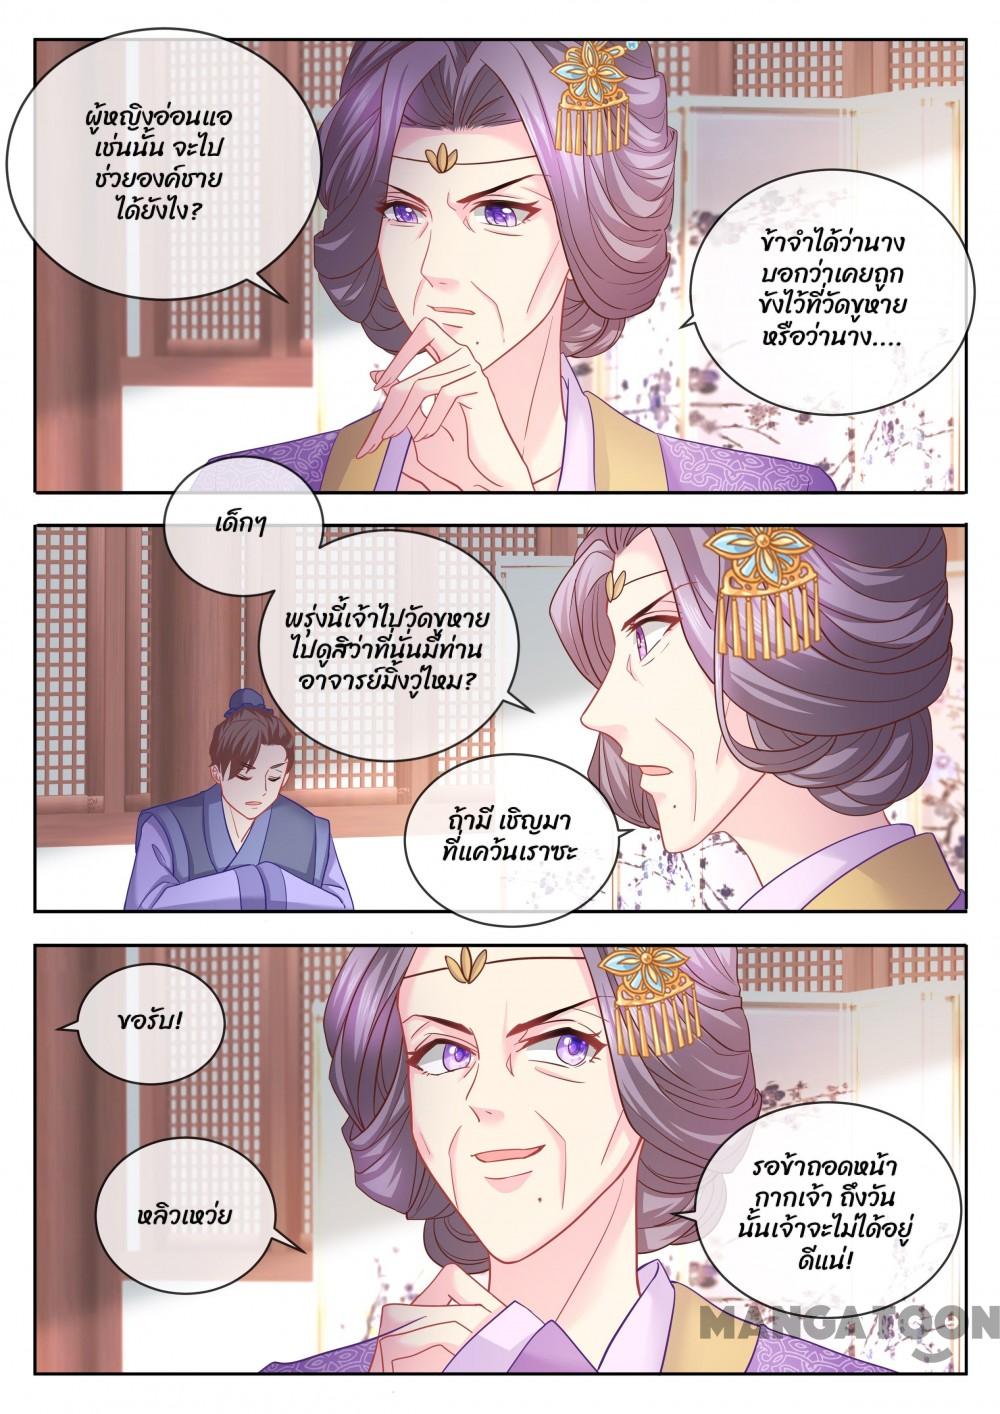 ผู้หญิงอ่อนแอ
เช่นนั้น จะไป
ช่วยองค์ชาย
ได้ยังไง?
ข้าจำได้ว่านาง
บอกว่าเคยถูก
ขังไว้ที่วัดขูหาย
หรือว่านาง....
เด็กๆ
พรุ่งนี้เจ้าไปวัดขูหาย
ไปดูสิว่าที่นั่นมีท่าน
อาจารย์มิ้งวู่ไหม?
ถ้ามี เชิญมา
ที่แคว้นเราซะ
ขอรับ!
หลิวเหว่ย
รอข้าถอดหน้า
กากเจ้า ถึงวัน
นั้นเจ้าจะไม่ได้อยู่
ดีแน่!
MANGATOON